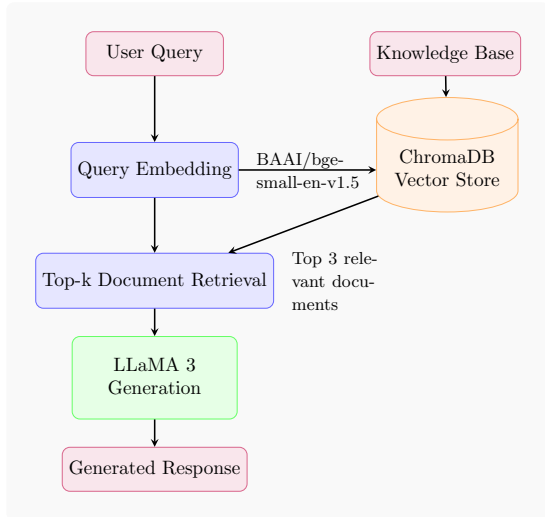 User Query
Knowledge Base
Query Embedding
BAAI/bge-
small-en-v1.5
ChromaDB
Vector Store
Top-k Document Retrieval
Top 3 rele-
vant docu-
ments
LLaMA 3
Generation
Generated Response